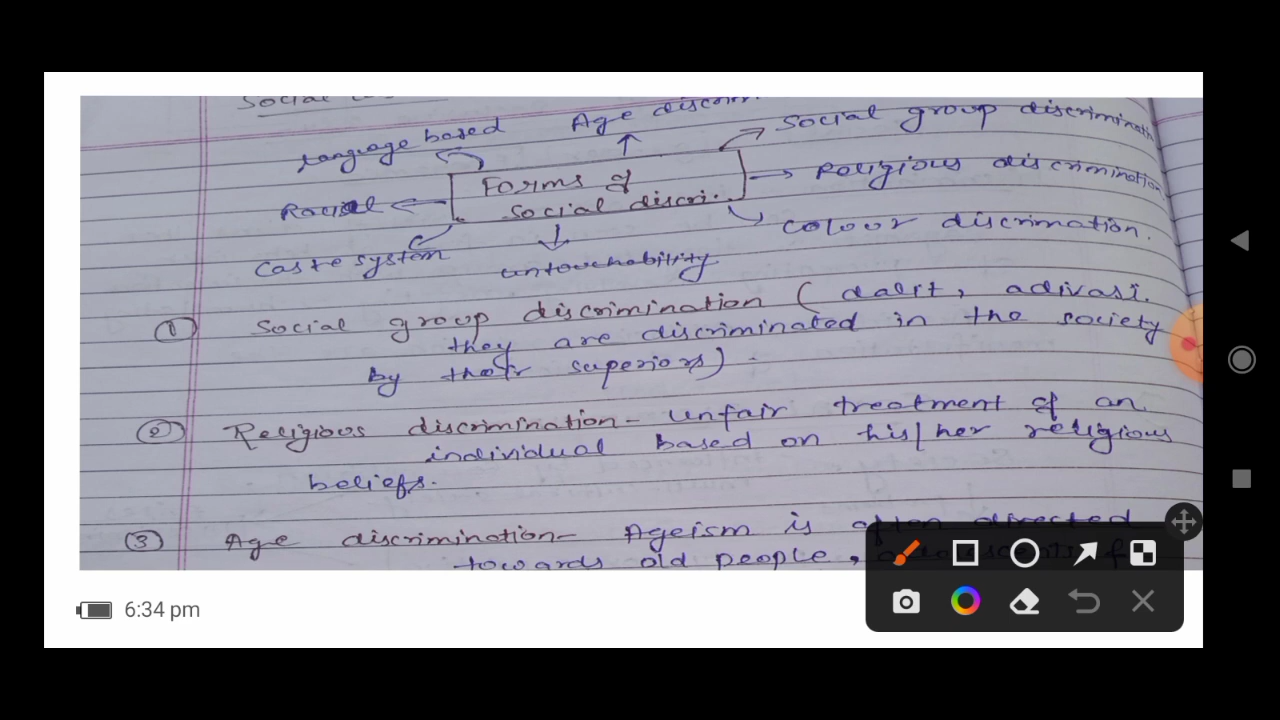 Social
language based
Age discrim.
Social group discrimination
Religious discrimination
Forms of
Social discri.
Racial
Colour discrimation.
Caste system
untouchability
① Social group discrimination ( dalit, adivasi.
they are discriminated in the society
by their superiors)
② Religious discrimination - Unfair treatment of an
individual based on his/her religious
beliefs.
③ Age discrimination- Ageism is often directed
towards old people,
6:34 pm